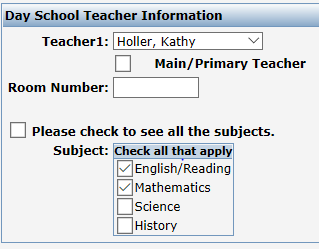 Day School Teacher Information
Teacher1: Holler, Kathy
Main/Primary Teacher
Room Number:
Please check to see all the subjects.
Subject: Check all that apply
English/Reading
Mathematics
Science
History